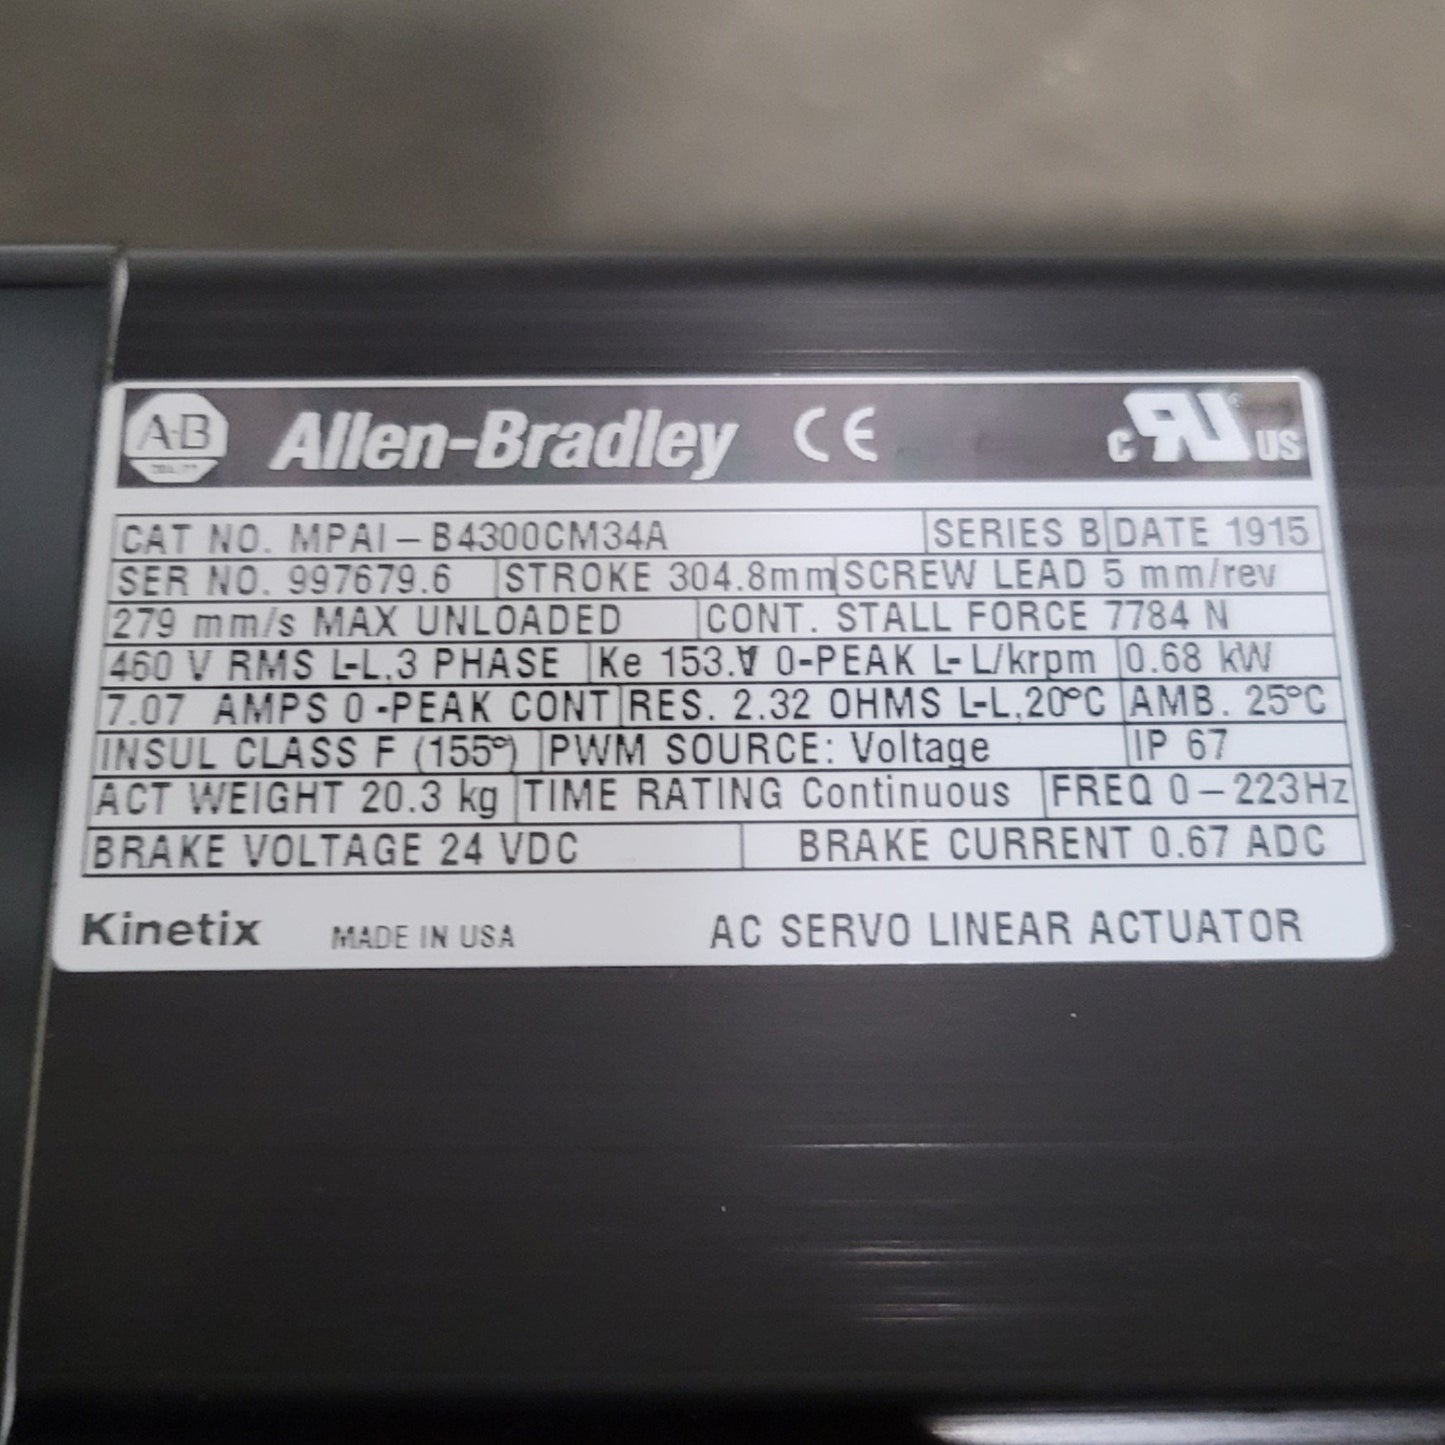 A-B Allen-Bradley CE c RU ® US
CAT NO. MPAI-B4300CM34A SERIES B DATE 1915
SER NO. 997679.6 STROKE 304.8mm SCREW LEAD 5 mm/rev
279 mm/s MAX UNLOADED CONT. STALL FORCE 7784 N
460 V RMS L-L,3 PHASE Ke 153. V 0-PEAK L-L/krpm 0.68 kW
7.07 AMPS 0-PEAK CONT RES. 2.32 OHMS L-L,20°C AMB. 25°C
INSUL CLASS F (155°) PWM SOURCE: Voltage IP 67
ACT WEIGHT 20.3 kg TIME RATING Continuous FREQ 0-223Hz
BRAKE VOLTAGE 24 VDC BRAKE CURRENT 0.67 ADC
Kinetix MADE IN USA AC SERVO LINEAR ACTUATOR